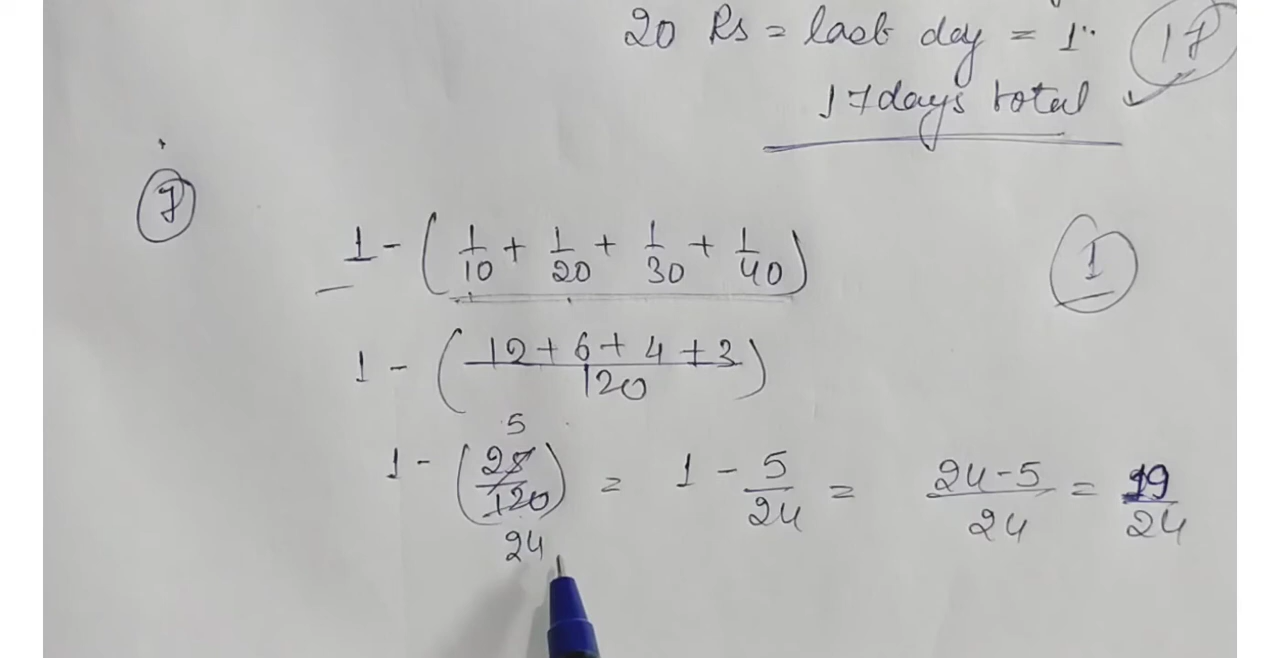 20 Rs = last day = 1
17
17 days total ✓
7
1 - (1/10 + 1/20 + 1/30 + 1/40)
1
1 - (12 + 6 + 4 + 3 / 120)
5
1 - (25/120) = 1 - 5/24 = 24-5/24 = 19/24
24